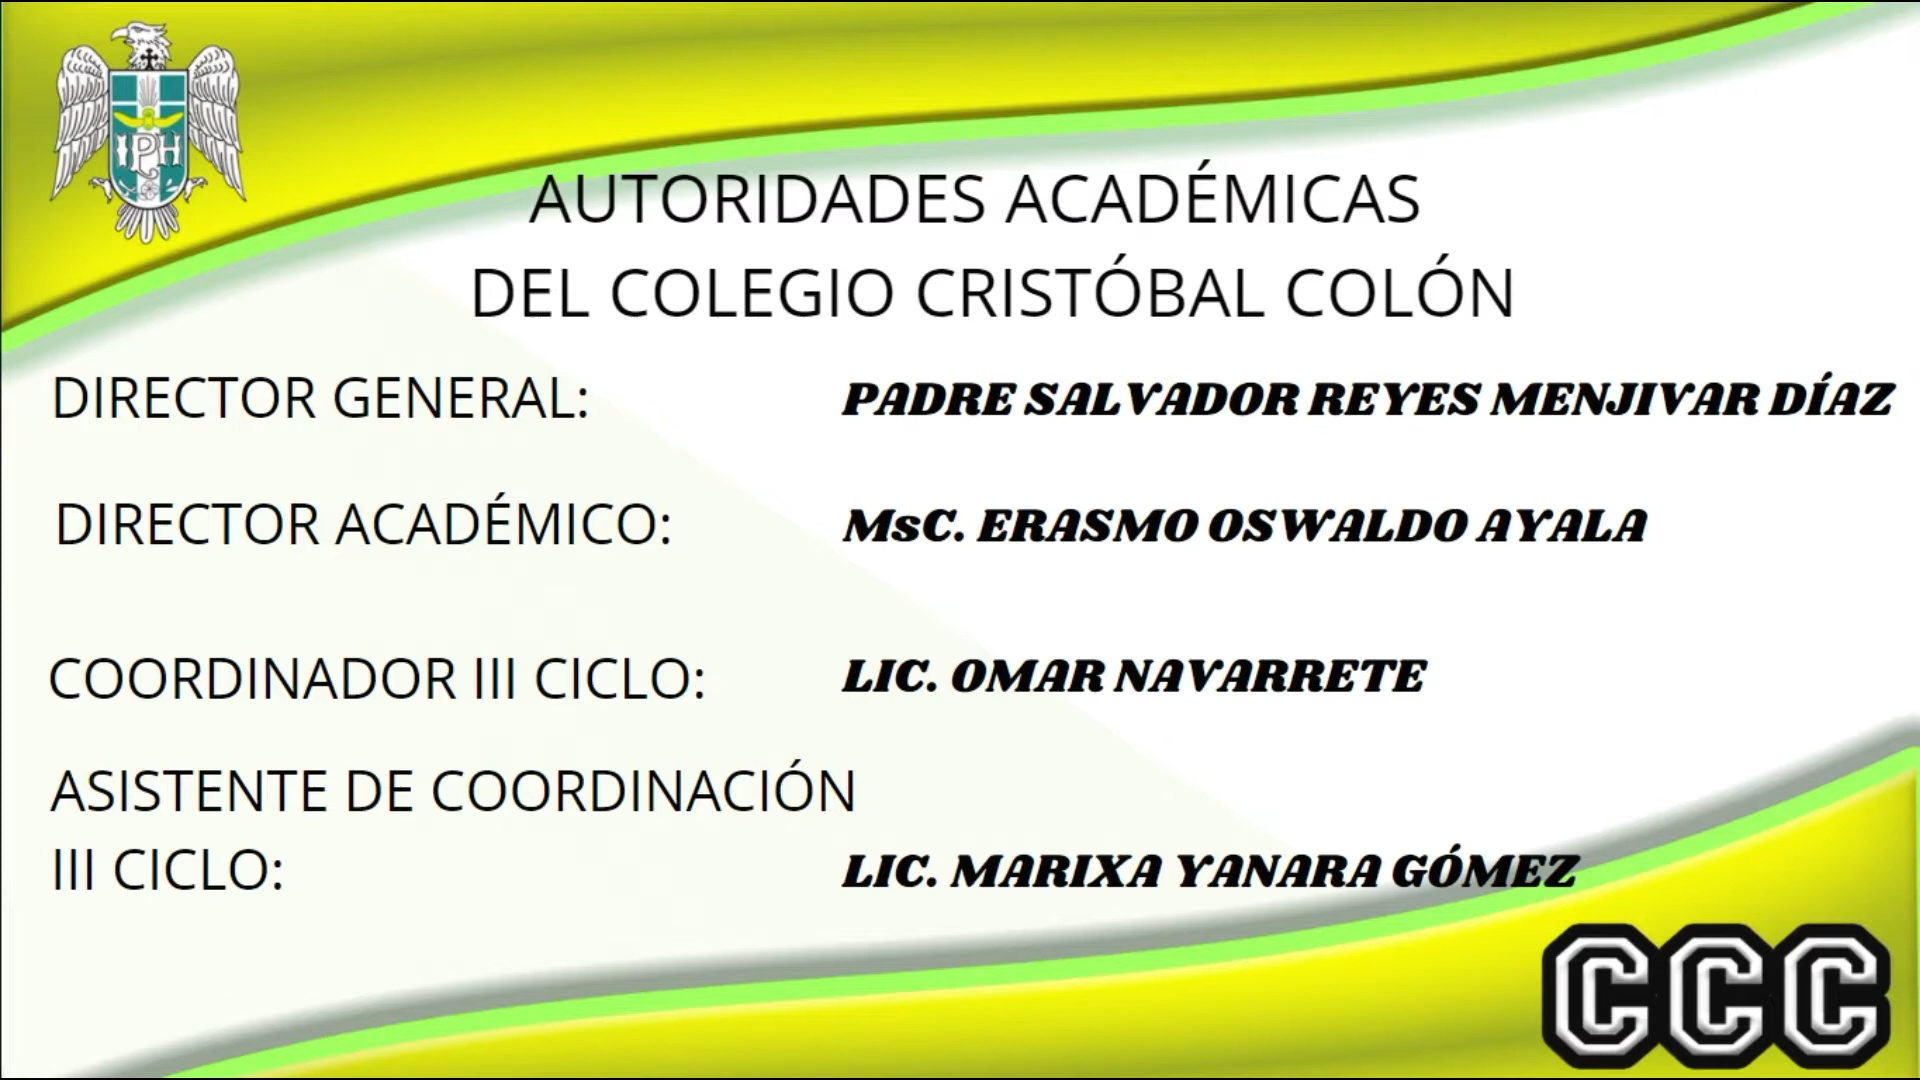 IPH
AUTORIDADES ACADÉMICAS
DEL COLEGIO CRISTÓBAL COLÓN
DIRECTOR GENERAL: PADRE SALVADOR REYES MENJIVAR DÍAZ
DIRECTOR ACADÉMICO: MsC. ERASMO OSWALDO AYALA
COORDINADOR III CICLO: LIC. OMAR NAVARRETE
ASISTENTE DE COORDINACIÓN
III CICLO: LIC. MARIXA YANARA GÓMEZ
CCC